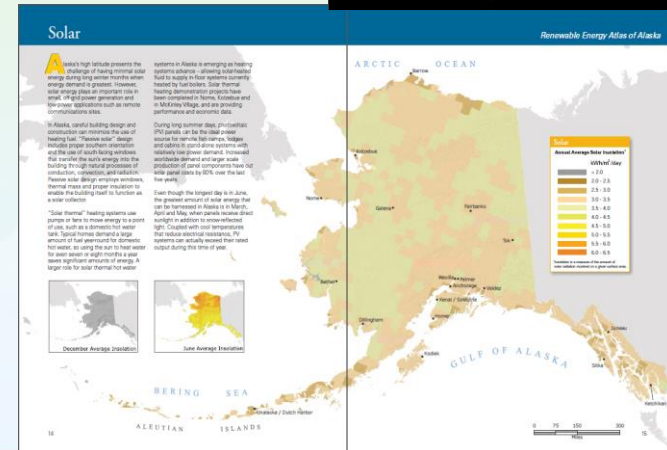 Solar
Renewable Energy Atlas of Alaska
Alaska's high latitude presents the
challenge of having minimal solar
energy during long winter months when
energy demand is greatest. However,
solar energy plays an important role in
small, off-grid power generation and
low-power applications such as remote
communications sites.
In Alaska, careful building design and
construction can minimize the use of
heating fuel. "Passive solar" design
includes proper southern orientation
and the use of south-facing windows
that transfer the sun's energy into the
building through natural processes of
conduction, convection, and radiation.
Passive solar design employs windows,
thermal mass and proper insulation to
enable the building itself to function as
a solar collector.
"Solar thermal" heating systems use
pumps or fans to move energy to a point
of use, such as a domestic hot water
tank. Typical homes demand a large
amount of fuel year-round for domestic
hot water, so using the sun to heat water
for even seven or eight months a year
saves significant amounts of energy. A
larger role for solar thermal hot water
systems in Alaska is emerging as heating
systems advance - allowing solar-heated
fluid to supply in-floor systems currently
heated by fuel boilers. Solar thermal
heating demonstration projects have
been completed in Nome, Kotzebue and
in McKinley Village, and are providing
performance and economic data.
During long summer days, photovoltaic
(PV) panels can be the ideal power
source for remote fish camps, lodges
and cabins in stand-alone systems with
relatively low power demand. Increased
worldwide demand and larger scale
production of panel components have cut
solar panel costs by 80% over the last
five years.
Even though the longest day is in June,
the greatest amount of solar energy that
can be harnessed in Alaska is in March,
April and May, when panels receive direct
sunlight in addition to snow-reflected
light. Coupled with cool temperatures
that reduce electrical resistance, PV
systems can actually exceed their rated
output during this time of year.
December Average Insolation
June Average Insolation
ARCTIC OCEAN
Barrow
Kotzebue
Nome
Galena
Fairbanks
Tok
Bethel
Wasilla
Palmer
Anchorage
Valdez
Kenai / Soldotna
Dillingham
Homer
Kodiak
Juneau
Sitka
Ketchikan
GULF OF ALASKA
BERING SEA
Unalaska / Dutch Harbor
ALEUTIAN ISLANDS
Solar
Annual Average Solar Insolation*
kWh/m² /day
< 2.0
2.0 - 2.5
2.5 - 3.0
3.0 - 3.5
3.5 - 4.0
4.0 - 4.5
4.5 - 5.0
5.0 - 5.5
5.5 - 6.0
6.0 - 6.5
*Insolation is a measure of the amount of
solar radiation received on a given surface area.
0 75 150 300
Miles
14
15